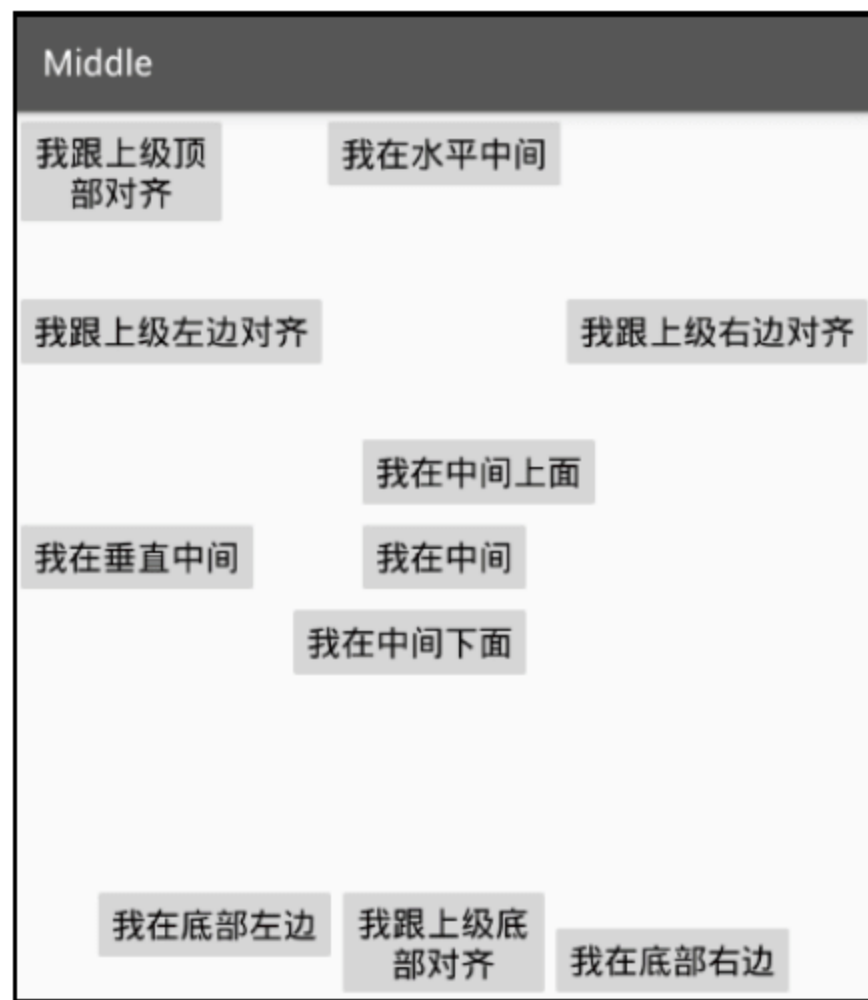 Middle
我跟上级顶
部对齐
我在水平中间
我跟上级左边对齐
我跟上级右边对齐
我在中间上面
我在垂直中间
我在中间
我在中间下面
我在底部左边
我跟上级底
部对齐
我在底部右边